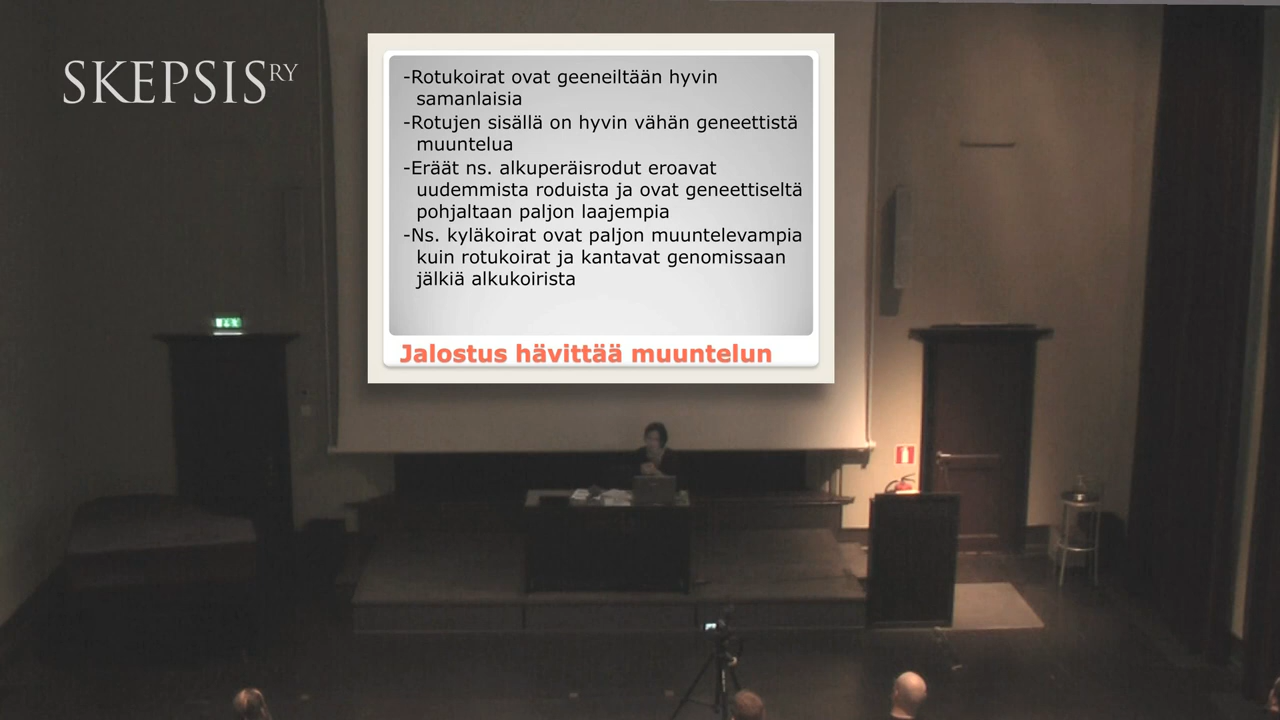 SKEPSIS RY
-Rotukoirat ovat geeneiltään hyvin
samanlaisia
-Rotujen sisällä on hyvin vähän geneettistä
muuntelua
-Eräät ns. alkuperäisrodut eroavat
uudemmista roduista ja ovat geneettiseltä
pohjaltaan paljon laajempia
-Ns. kyläkoirat ovat paljon muuntelevampia
kuin rotukoirat ja kantavat genomissaan
jälkiä alkukoirista
Jalostus hävittää muuntelun